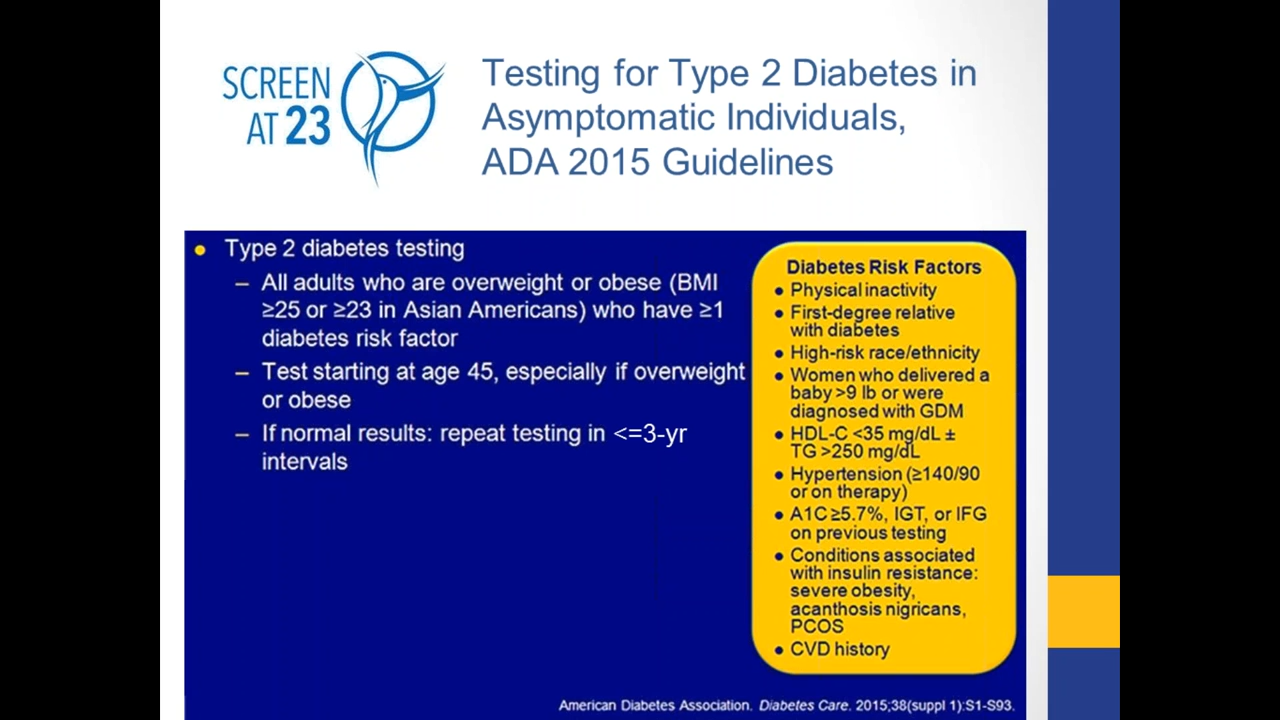 SCREEN
AT 23
Testing for Type 2 Diabetes in
Asymptomatic Individuals,
ADA 2015 Guidelines
● Type 2 diabetes testing
– All adults who are overweight or obese (BMI
≥25 or ≥23 in Asian Americans) who have ≥1
diabetes risk factor
– Test starting at age 45, especially if overweight
or obese
– If normal results: repeat testing in <=3-yr
intervals
Diabetes Risk Factors
● Physical inactivity
● First-degree relative
with diabetes
● High-risk race/ethnicity
● Women who delivered a
baby >9 lb or were
diagnosed with GDM
● HDL-C <35 mg/dL ±
TG >250 mg/dL
● Hypertension (≥140/90
or on therapy)
● A1C ≥5.7%, IGT, or IFG
on previous testing
● Conditions associated
with insulin resistance:
severe obesity,
acanthosis nigricans,
PCOS
● CVD history
American Diabetes Association. Diabetes Care. 2015;38(suppl 1):S1-S93.